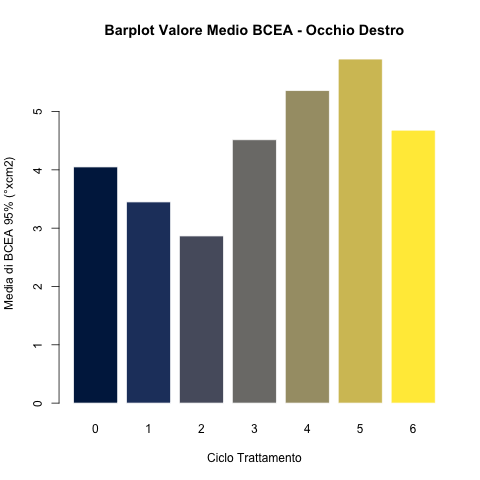 Barplot Valore Medio BCEA - Occhio Destro
Media di BCEA 95% (°xcm2)
5
4
3
2
1
0
0 1 2 3 4 5 6
Ciclo Trattamento